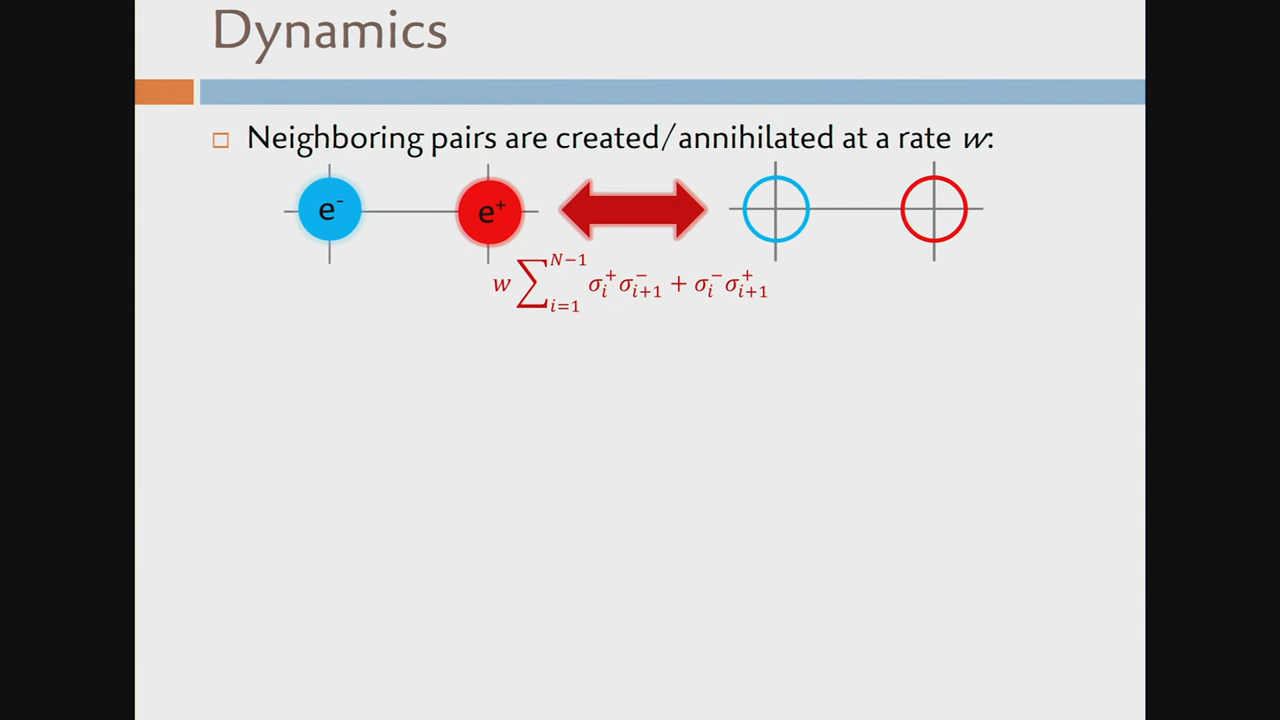 Dynamics
Neighboring pairs are created/annihilated at a rate w:
e⁻ e⁺
w∑_{i=1}^{N−1} σ_i^+ σ_{i+1}^− + σ_i^− σ_{i+1}^+